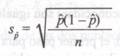 s_p̂ = √(p̂(1-p̂)/n)